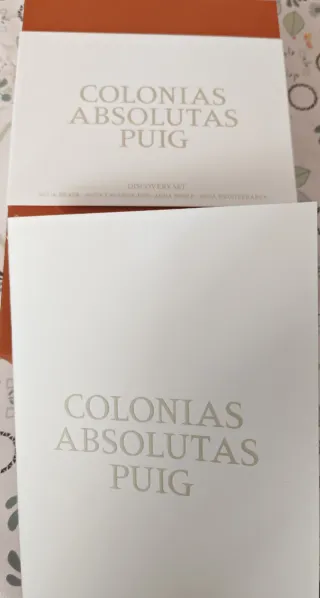 COLONIAS
ABSOLUTAS
PUIG
DISCOVERY SET
COLONIAS
ABSOLUTAS
PUIG